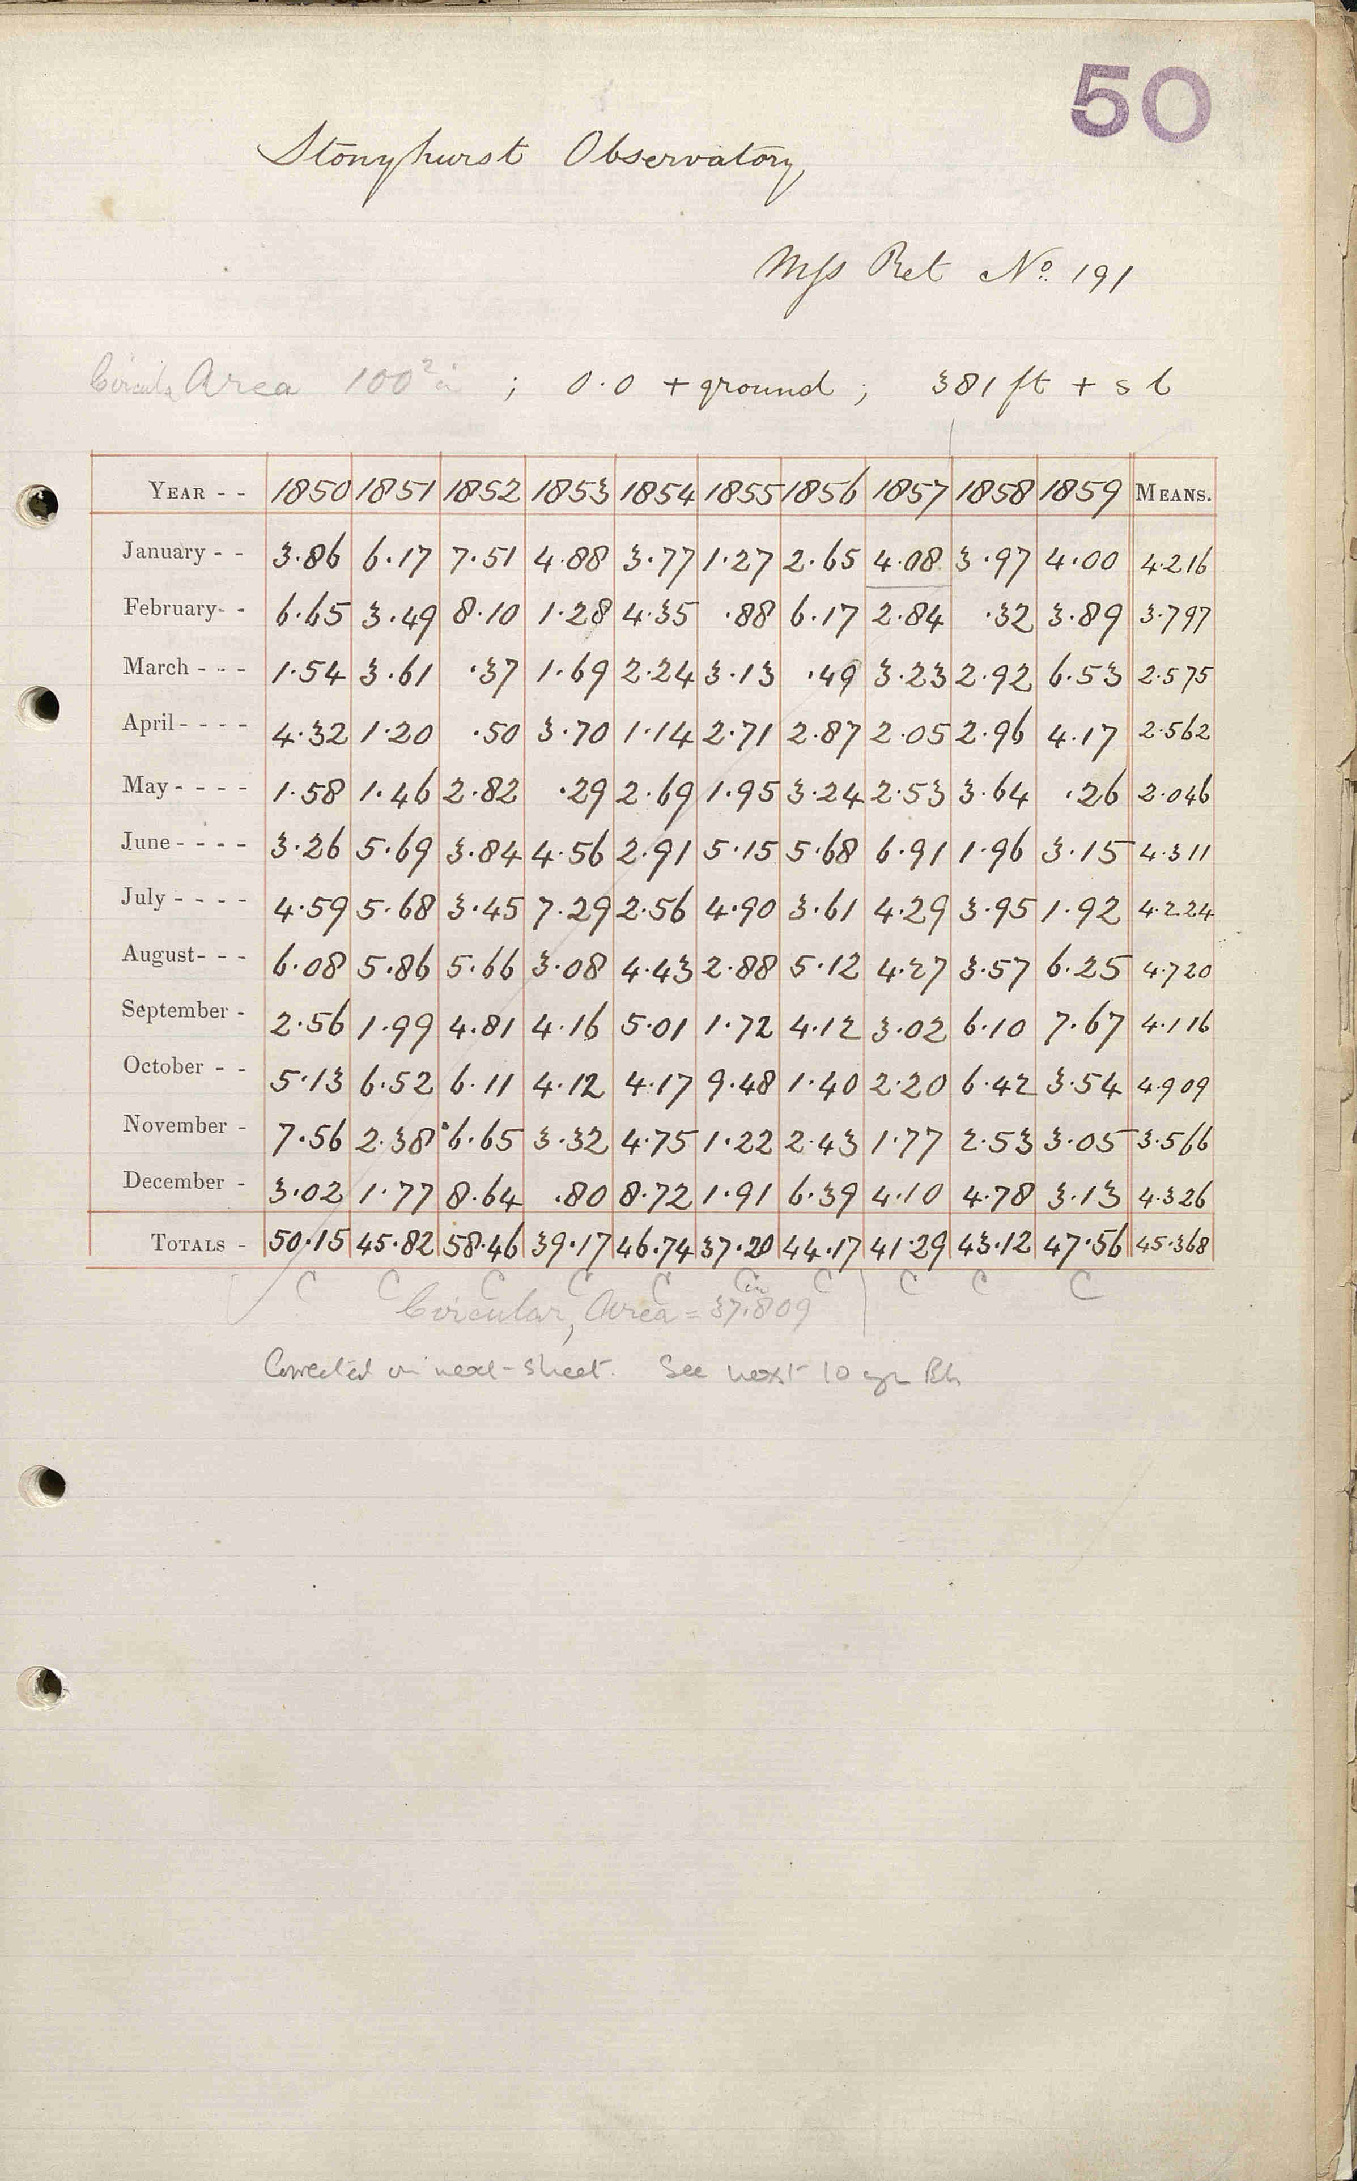 50
Stonyhurst Observatory
Mss Ret No. 191
Circular Area 100² in ; 0.0 + ground ; 381 ft + s l
YEAR - - 1850 1851 1852 1853 1854 1855 1856 1857 1858 1859 MEANS.
January - - 3.86 6.17 7.51 4.88 3.77 1.27 2.65 4.08 3.97 4.00 4.216
February - - 6.65 3.49 8.10 1.28 4.35 .88 6.17 2.84 .32 3.89 3.797
March - - - 1.54 3.61 .37 1.69 2.24 3.13 .49 3.23 2.92 6.53 2.575
April - - - - 4.32 1.20 .50 3.70 1.14 2.71 2.87 2.05 2.96 4.17 2.562
May - - - - 1.58 1.46 2.82 .29 2.69 1.95 3.24 2.53 3.64 .26 2.046
June - - - - 3.26 5.69 3.84 4.56 2.91 5.15 5.68 6.91 1.96 3.15 4.311
July - - - - 4.59 5.68 3.45 7.29 2.56 4.90 3.61 4.29 3.95 1.92 4.224
August - - - 6.08 5.86 5.66 3.08 4.43 2.88 5.12 4.27 3.57 6.25 4.720
September - 2.56 1.99 4.81 4.16 5.01 1.72 4.12 3.02 6.10 7.67 4.116
October - - 5.13 6.52 6.11 4.12 4.17 9.48 1.40 2.20 6.42 3.54 4.909
November - 7.56 2.38 6.65 3.32 4.75 1.22 2.43 1.77 2.53 3.05 3.566
December - 3.02 1.77 8.64 .80 8.72 1.91 6.39 4.10 4.78 3.13 4.326
TOTALS - 50.15 45.82 58.46 39.17 46.74 37.20 44.17 41.29 43.12 47.56 45.368
C C C C C C C C C C
Circular Area = 37.809 in
Corrected on next sheet. See next 10 yr Bk